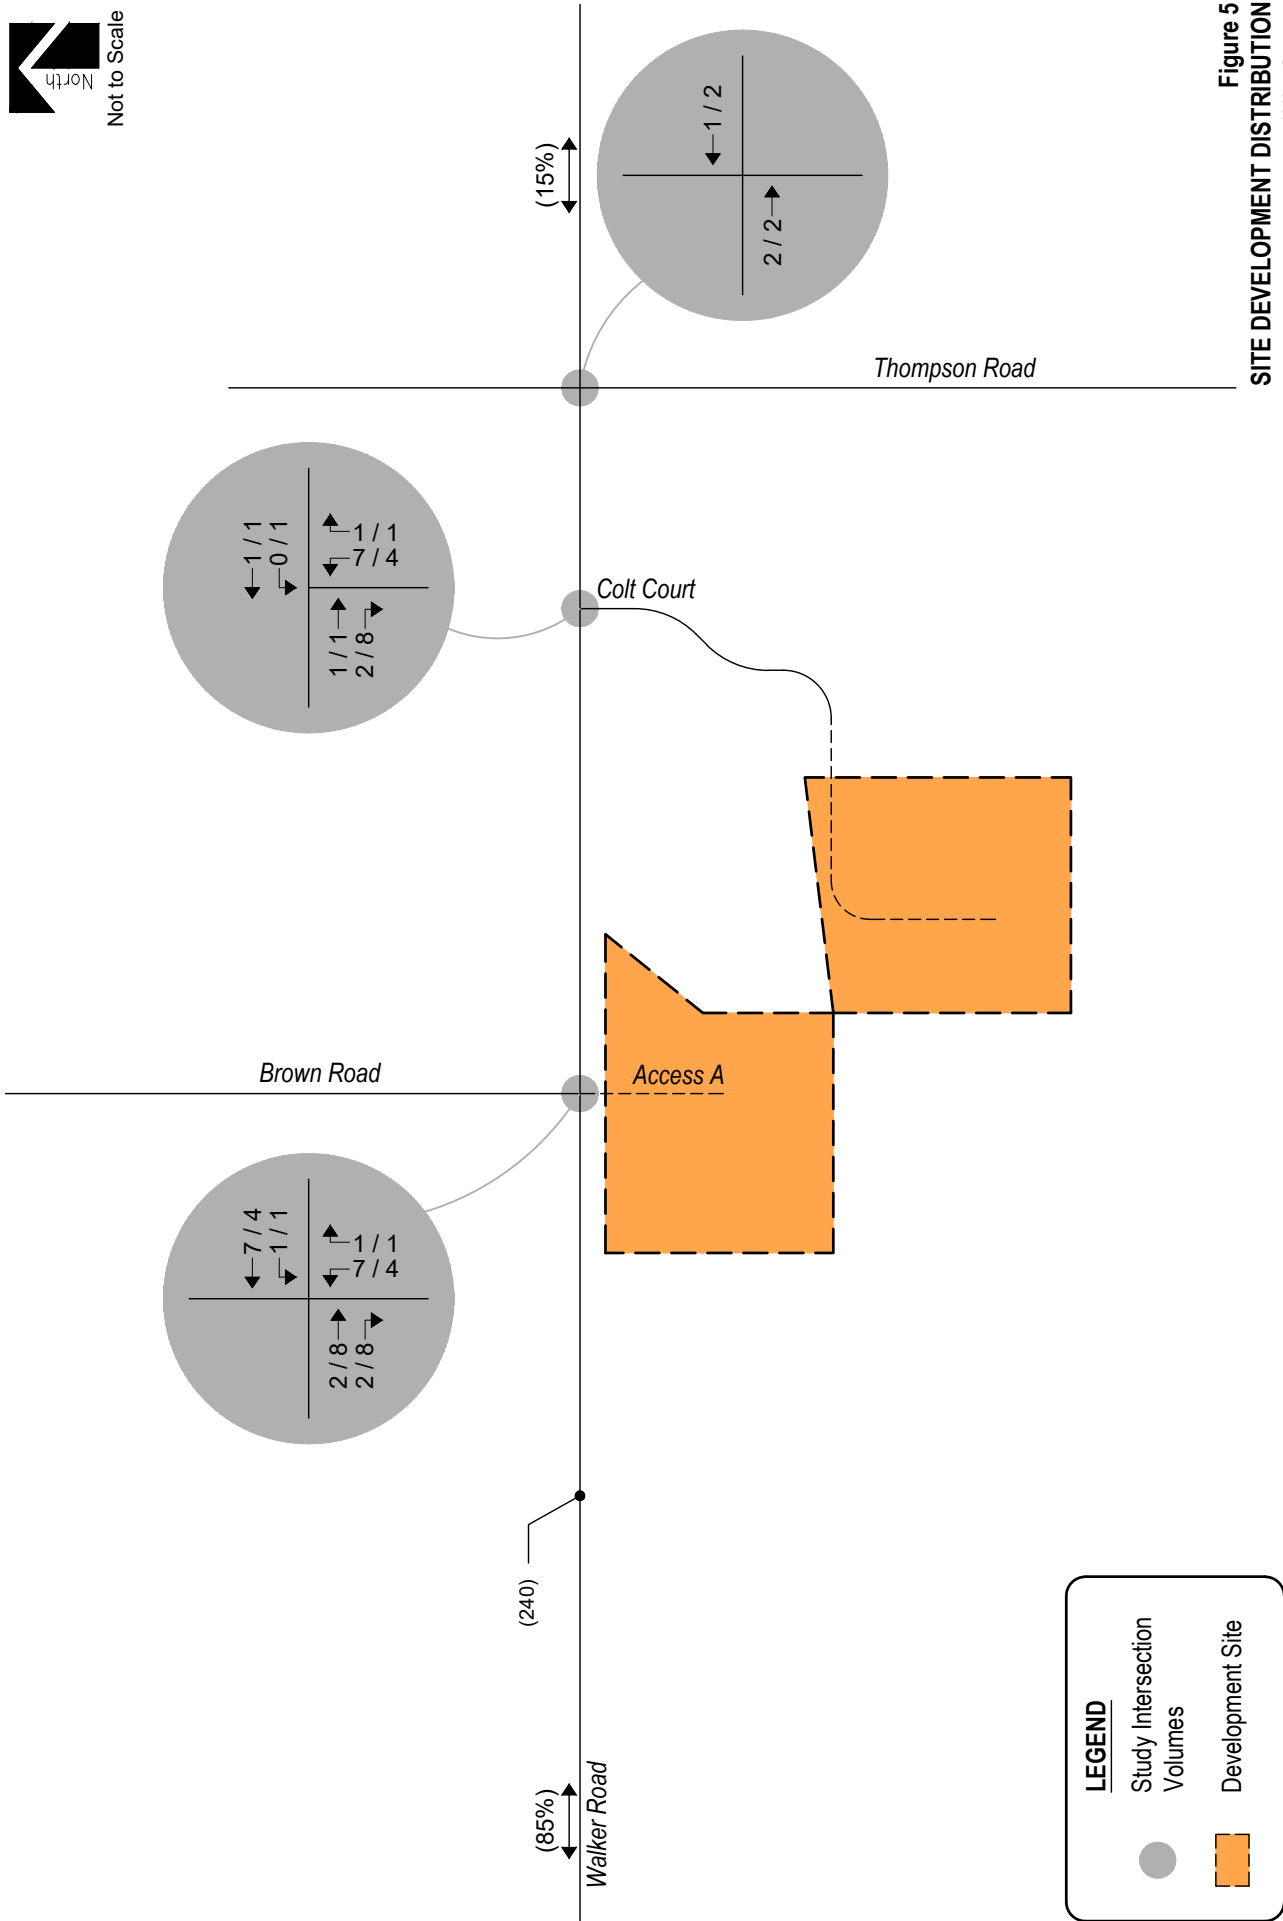 North
Not to Scale
Figure 5
SITE DEVELOPMENT DISTRIBUTION
(15%)
1 / 2
2 / 2
Thompson Road
1 / 1
0 / 1
1 / 1
7 / 4
1 / 1
2 / 8
Colt Court
Brown Road
Access A
7 / 4
1 / 1
1 / 1
7 / 4
2 / 8
2 / 8
(240)
(85%)
Walker Road
LEGEND
Study Intersection
Volumes
Development Site